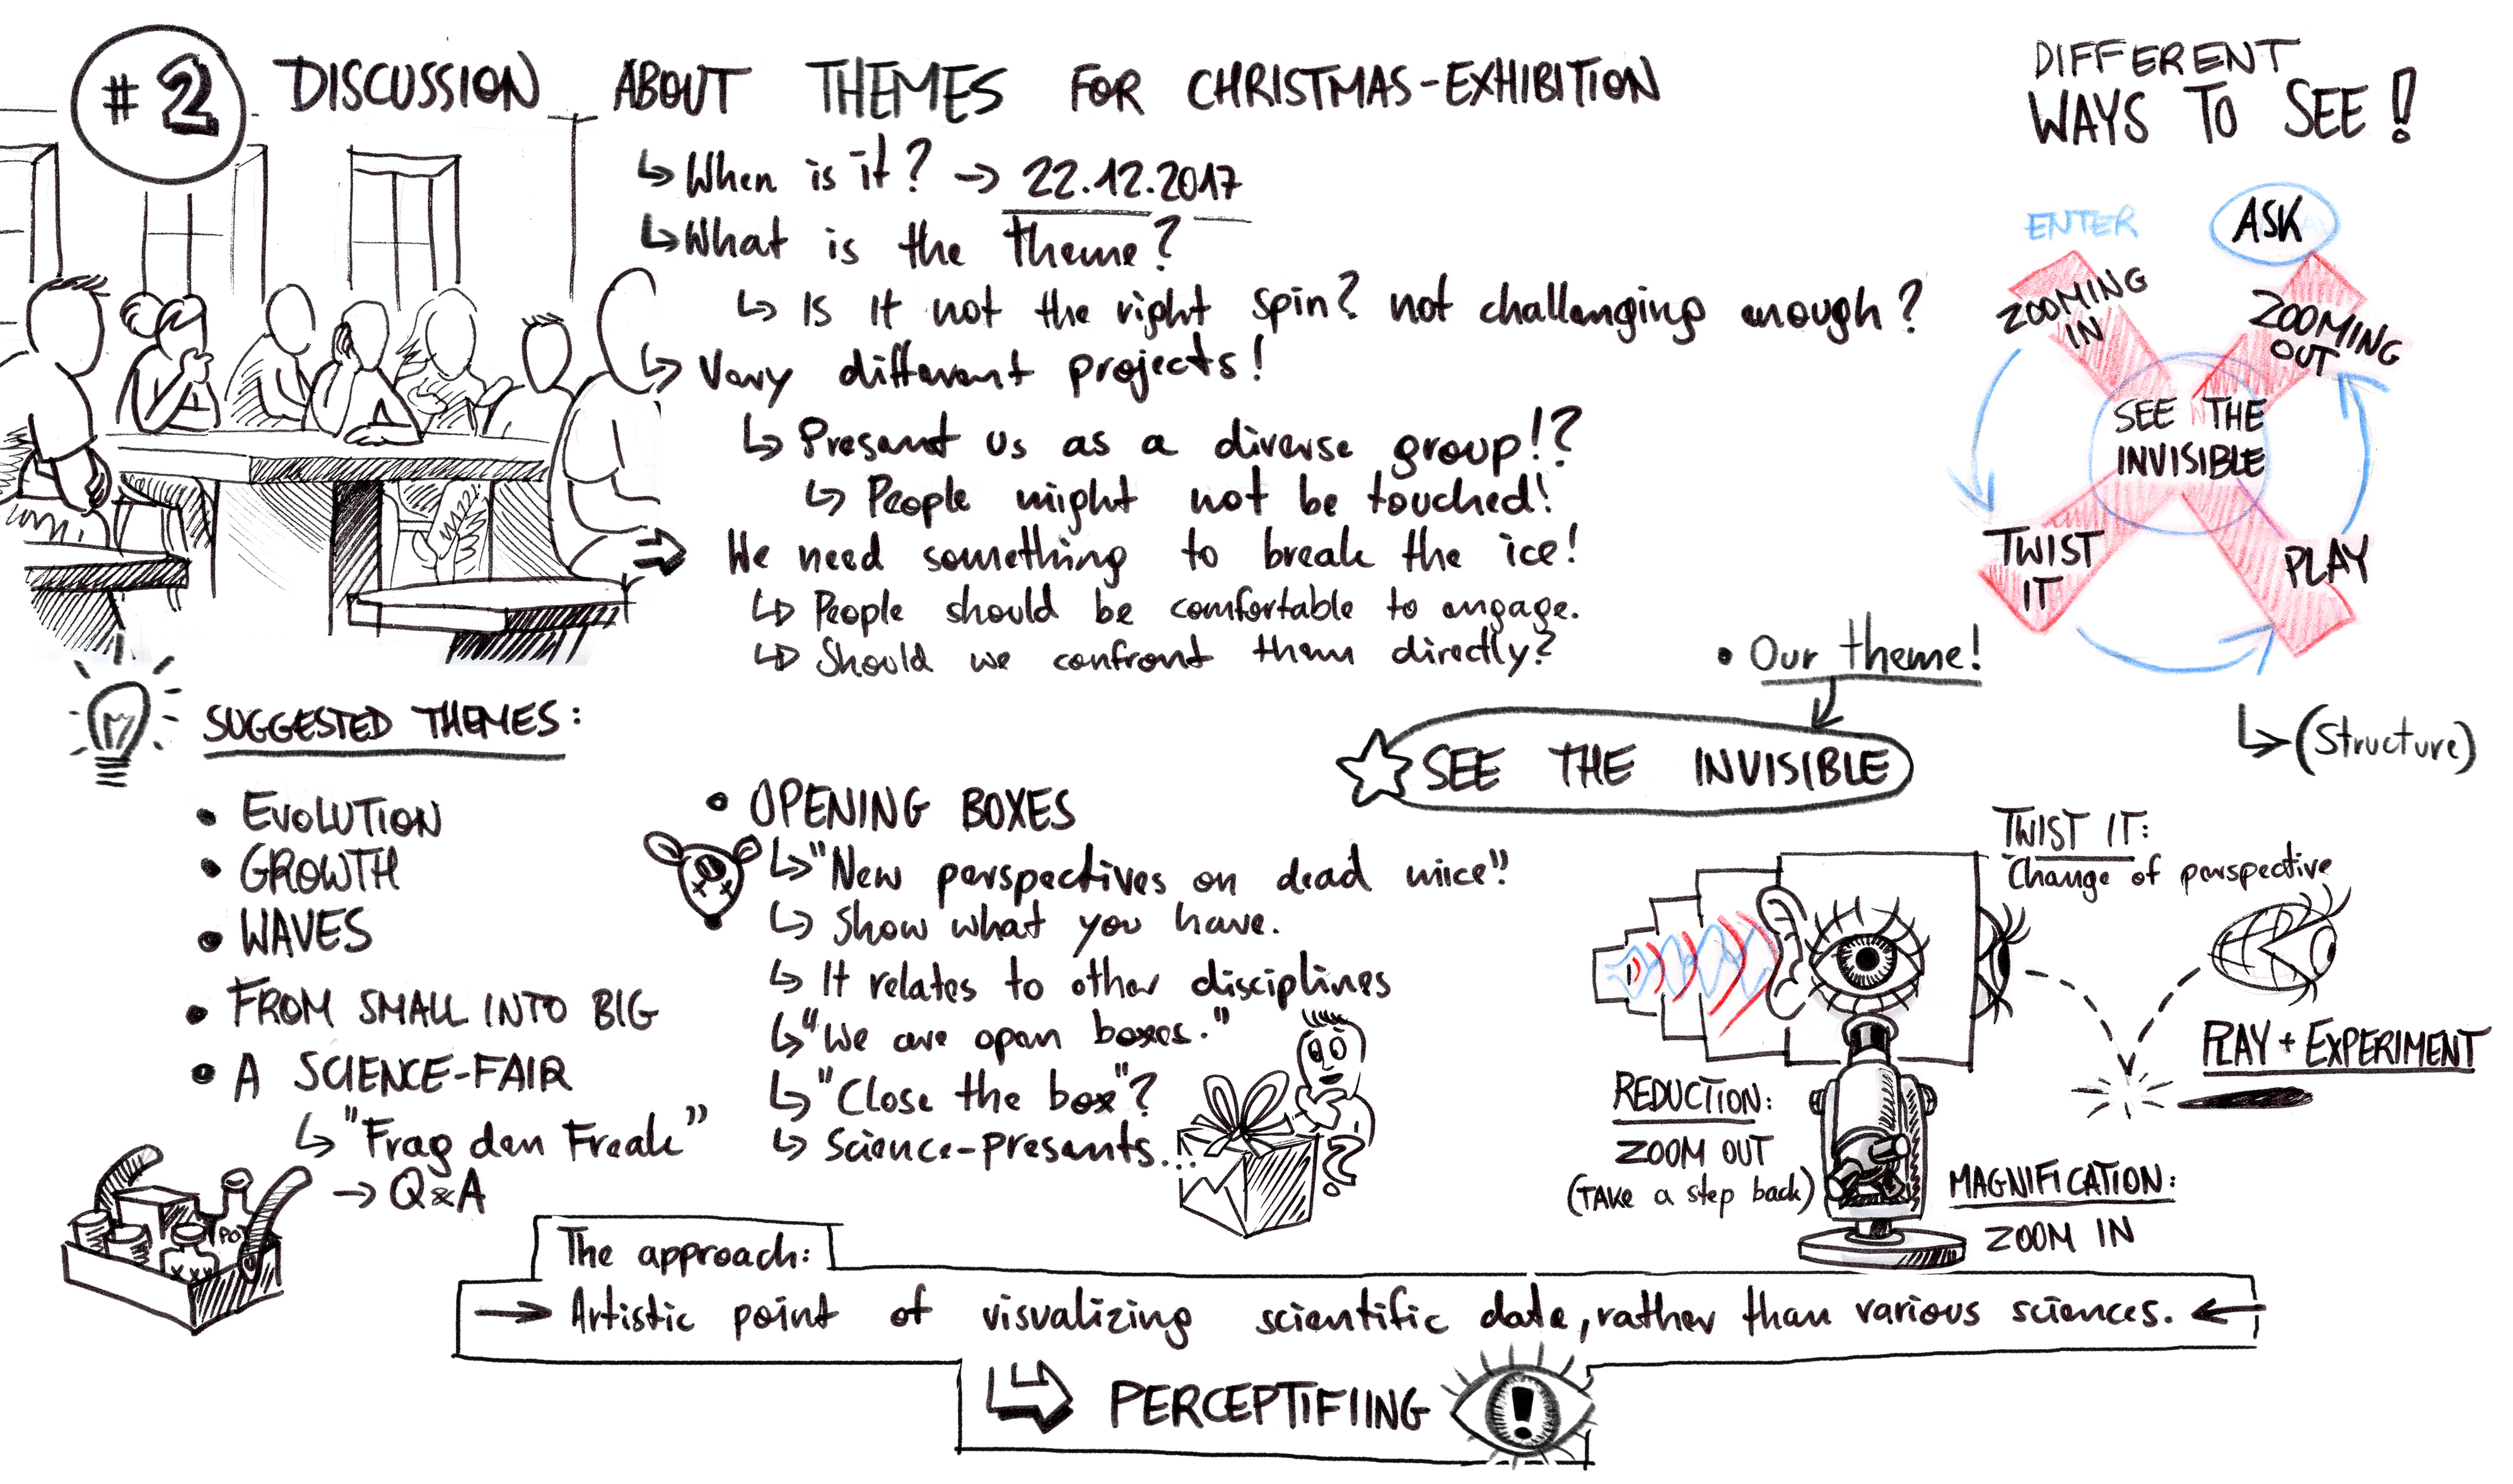 #2 DISCUSSION ABOUT THEMES FOR CHRISTMAS-EXHIBITION
↳ When is it? → 22.12.2017
↳ What is the theme?
↳ Is it not the right spin? not challenging enough?
↳ Very different projects!
↳ Present us as a diverse group!?
↳ People might not be touched!
⇒ We need something to break the ice!
↳ People should be comfortable to engage.
↳ Should we confront them directly?
DIFFERENT
WAYS TO SEE!
ENTER
ASK
ZOOMING
IN
ZOOMING
OUT
SEE THE
INVISIBLE
TWIST
IT
PLAY
↳ (Structure)
• Our theme!
SEE THE INVISIBLE
SUGGESTED THEMES:
• EVOLUTION
• GROWTH
• WAVES
• FROM SMALL INTO BIG
• A SCIENCE-FAIR
↳ "Frag den Freak"
→ Q&A
• OPENING BOXES
↳ "New perspectives on dead mice"
↳ Show what you have.
↳ It relates to other disciplines
↳ "We are open boxes."
↳ "Close the box"?
↳ Science-presents...
TWIST IT:
Change of perspective
PLAY + EXPERIMENT
REDUCTION:
ZOOM OUT
(TAKE a step back)
MAGNIFICATION:
ZOOM IN
The approach:
→ Artistic point of visualizing scientific data, rather than various sciences. ←
PERCEPTIFIING